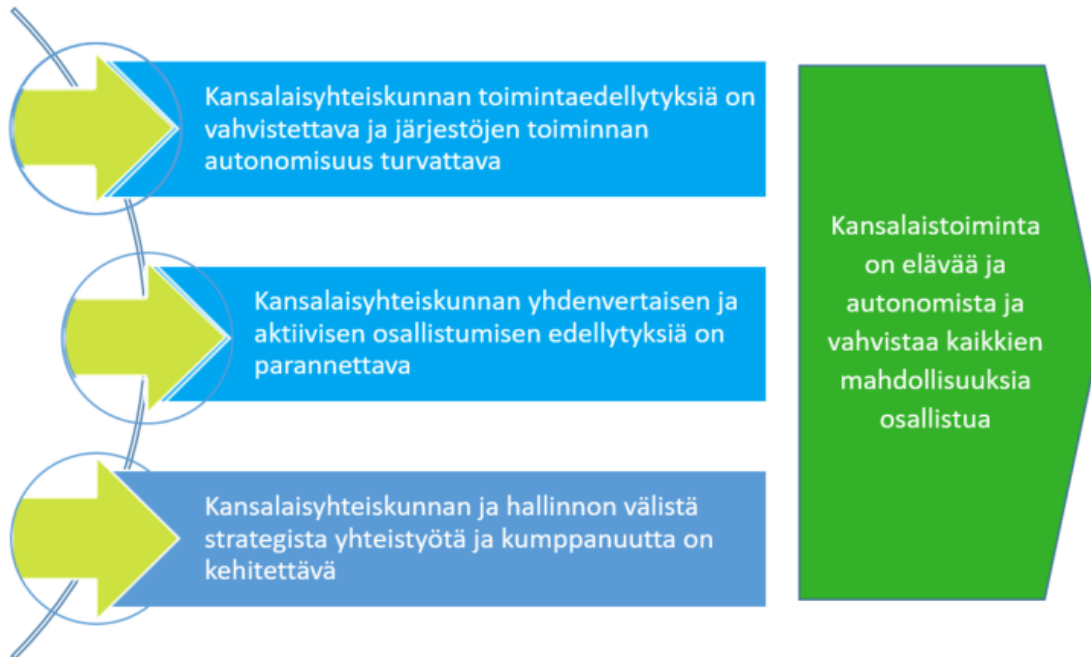 Kansalaisyhteiskunnan toimintaedellytyksiä on
vahvistettava ja järjestöjen toiminnan
autonomisuus turvattava
Kansalaisyhteiskunnan yhdenvertaisen ja
aktiivisen osallistumisen edellytyksiä on
parannettava
Kansalaisyhteiskunnan ja hallinnon välistä
strategista yhteistyötä ja kumppanuutta on
kehitettävä
Kansalaistoiminta
on elävää ja
autonomista ja
vahvistaa kaikkien
mahdollisuuksia
osallistua